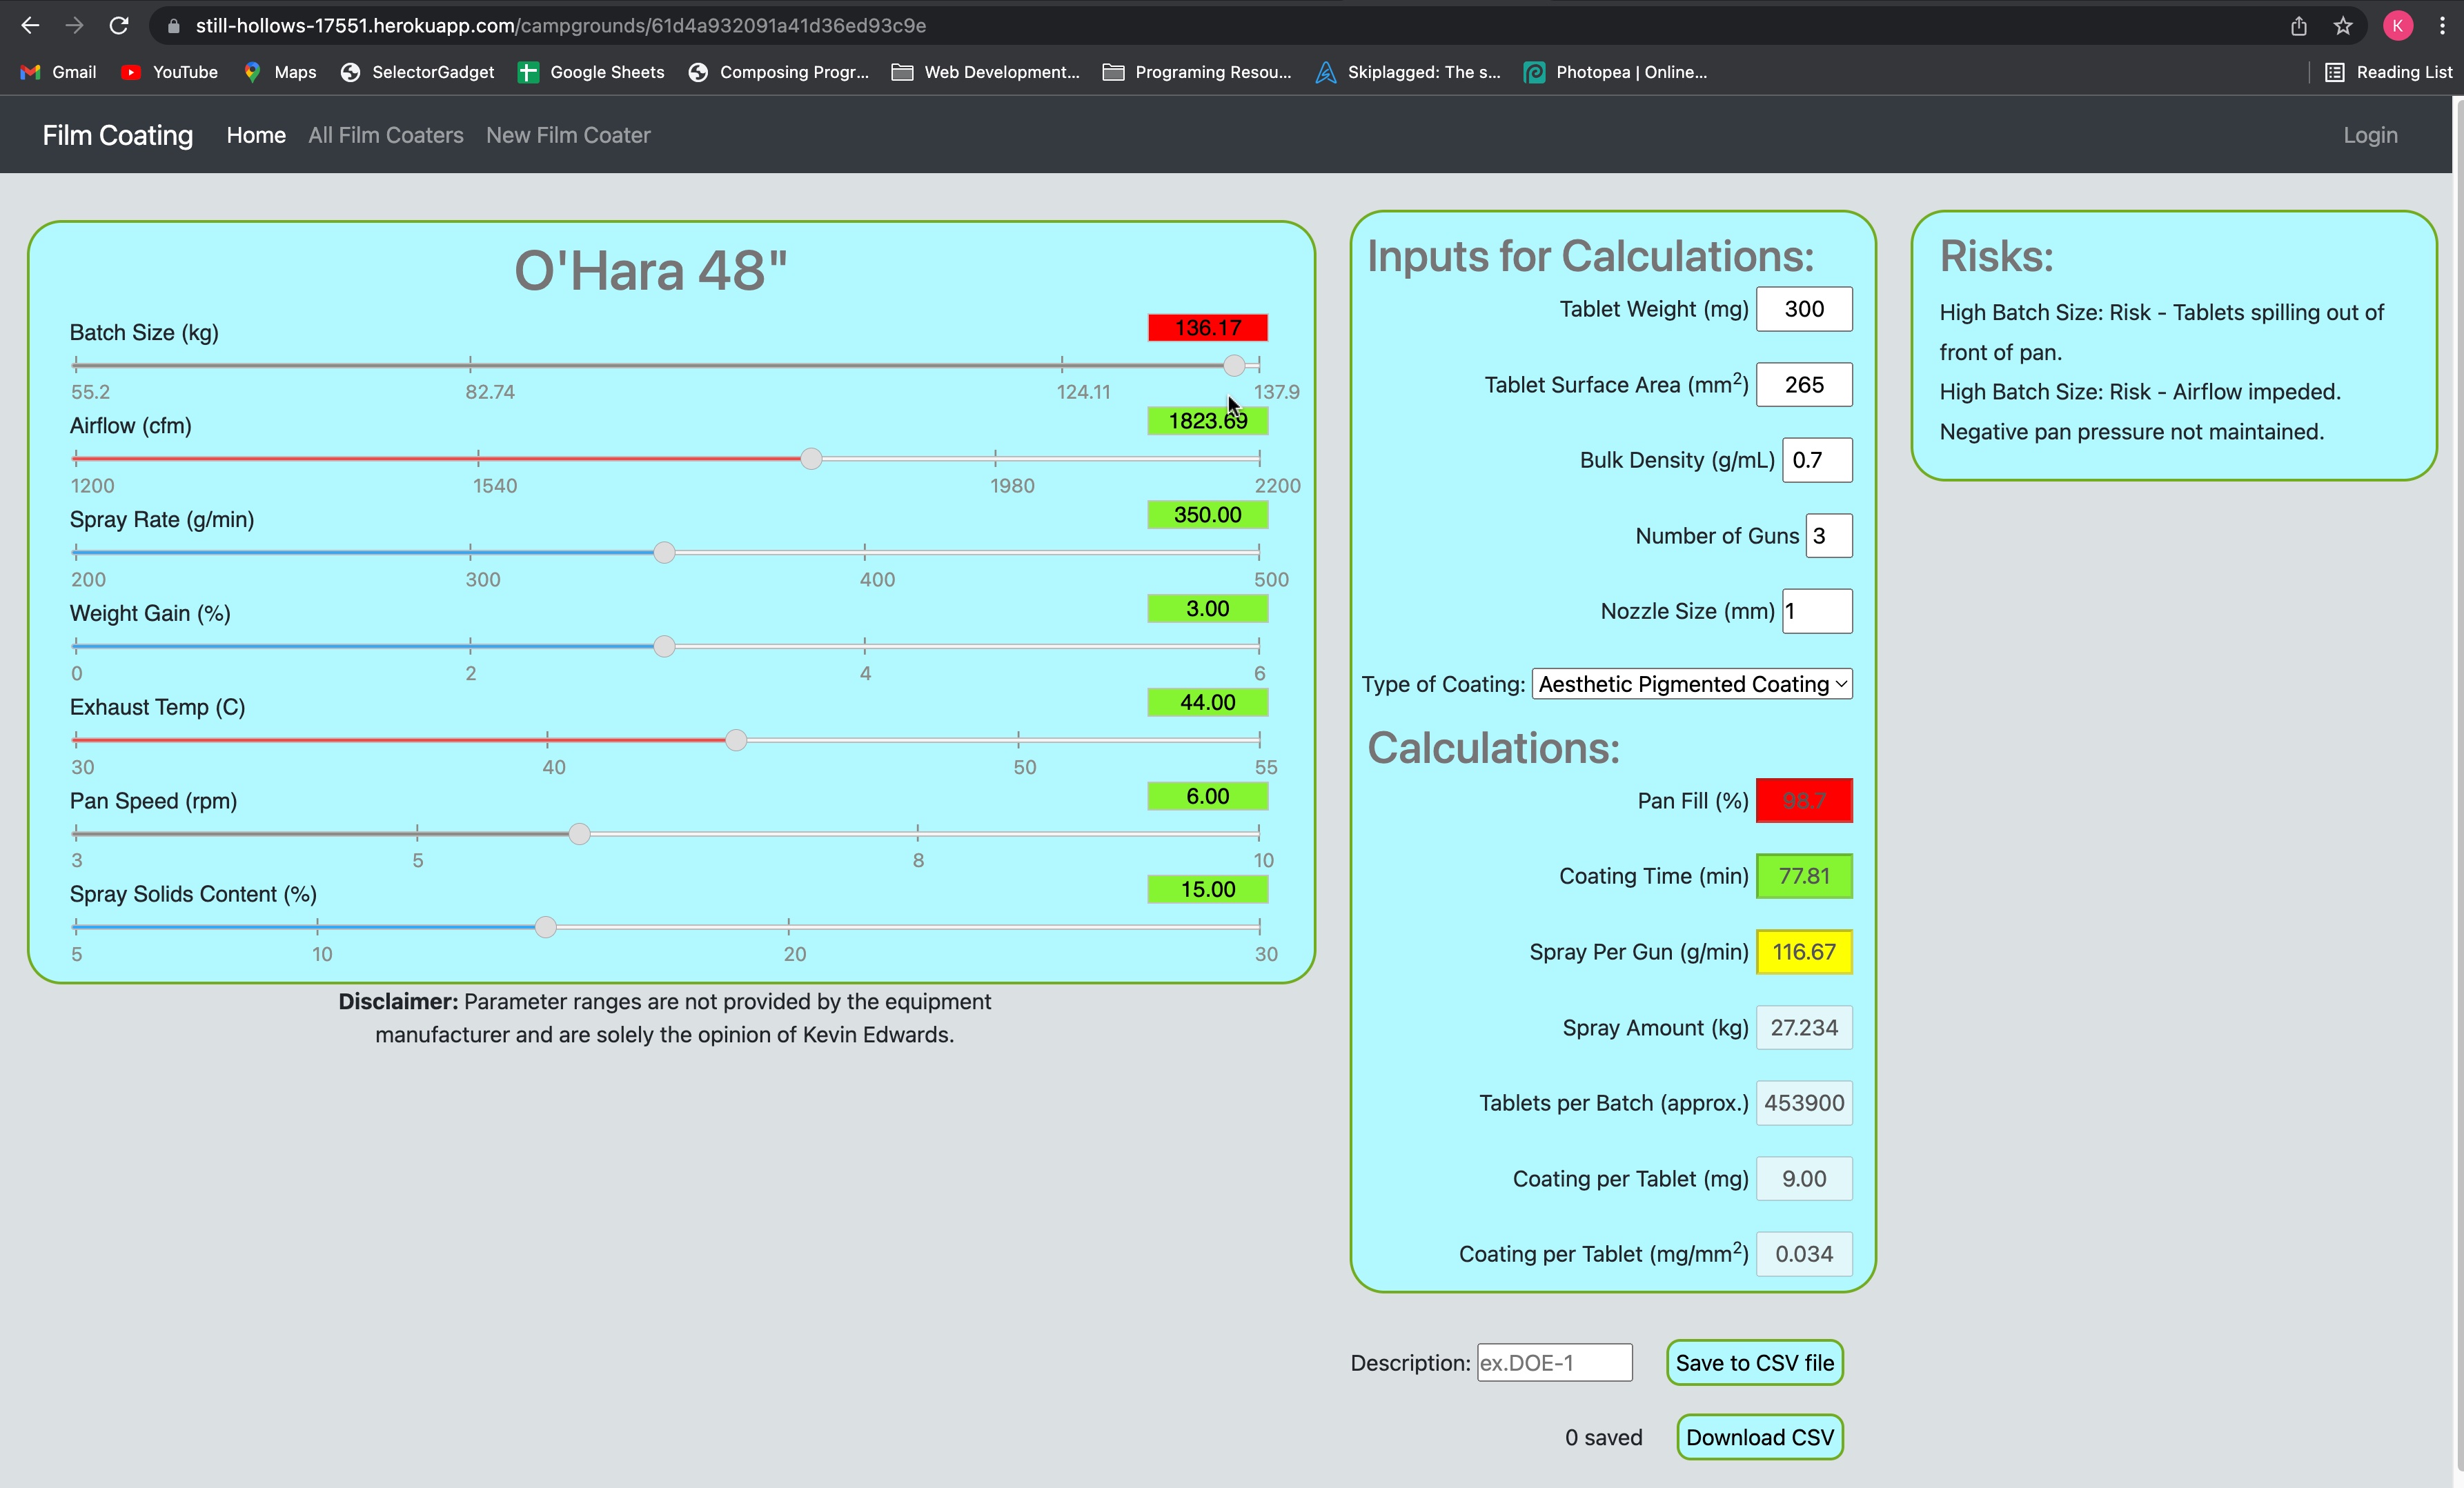 still-hollows-17551.herokuapp.com/campgrounds/61d4a932091a41d36ed93c9e
K
Gmail YouTube Maps SelectorGadget Google Sheets Composing Progr... Web Development... Programing Resou... Skiplagged: The s... Photopea | Online... Reading List
Film Coating Home All Film Coaters New Film Coater Login
O'Hara 48"
Batch Size (kg) 136.17
55.2 82.74 124.11 137.9
Airflow (cfm) 1823.69
1200 1540 1980 2200
Spray Rate (g/min) 350.00
200 300 400 500
Weight Gain (%) 3.00
0 2 4 6
Exhaust Temp (C) 44.00
30 40 50 55
Pan Speed (rpm) 6.00
3 5 8 10
Spray Solids Content (%) 15.00
5 10 20 30
Disclaimer: Parameter ranges are not provided by the equipment
manufacturer and are solely the opinion of Kevin Edwards.
Inputs for Calculations:
Tablet Weight (mg) 300
Tablet Surface Area (mm²) 265
Bulk Density (g/mL) 0.7
Number of Guns 3
Nozzle Size (mm) 1
Type of Coating: Aesthetic Pigmented Coating
Calculations:
Pan Fill (%) 98.7
Coating Time (min) 77.81
Spray Per Gun (g/min) 116.67
Spray Amount (kg) 27.234
Tablets per Batch (approx.) 453900
Coating per Tablet (mg) 9.00
Coating per Tablet (mg/mm²) 0.034
Description: ex.DOE-1 Save to CSV file
0 saved Download CSV
Risks:
High Batch Size: Risk - Tablets spilling out of
front of pan.
High Batch Size: Risk - Airflow impeded.
Negative pan pressure not maintained.